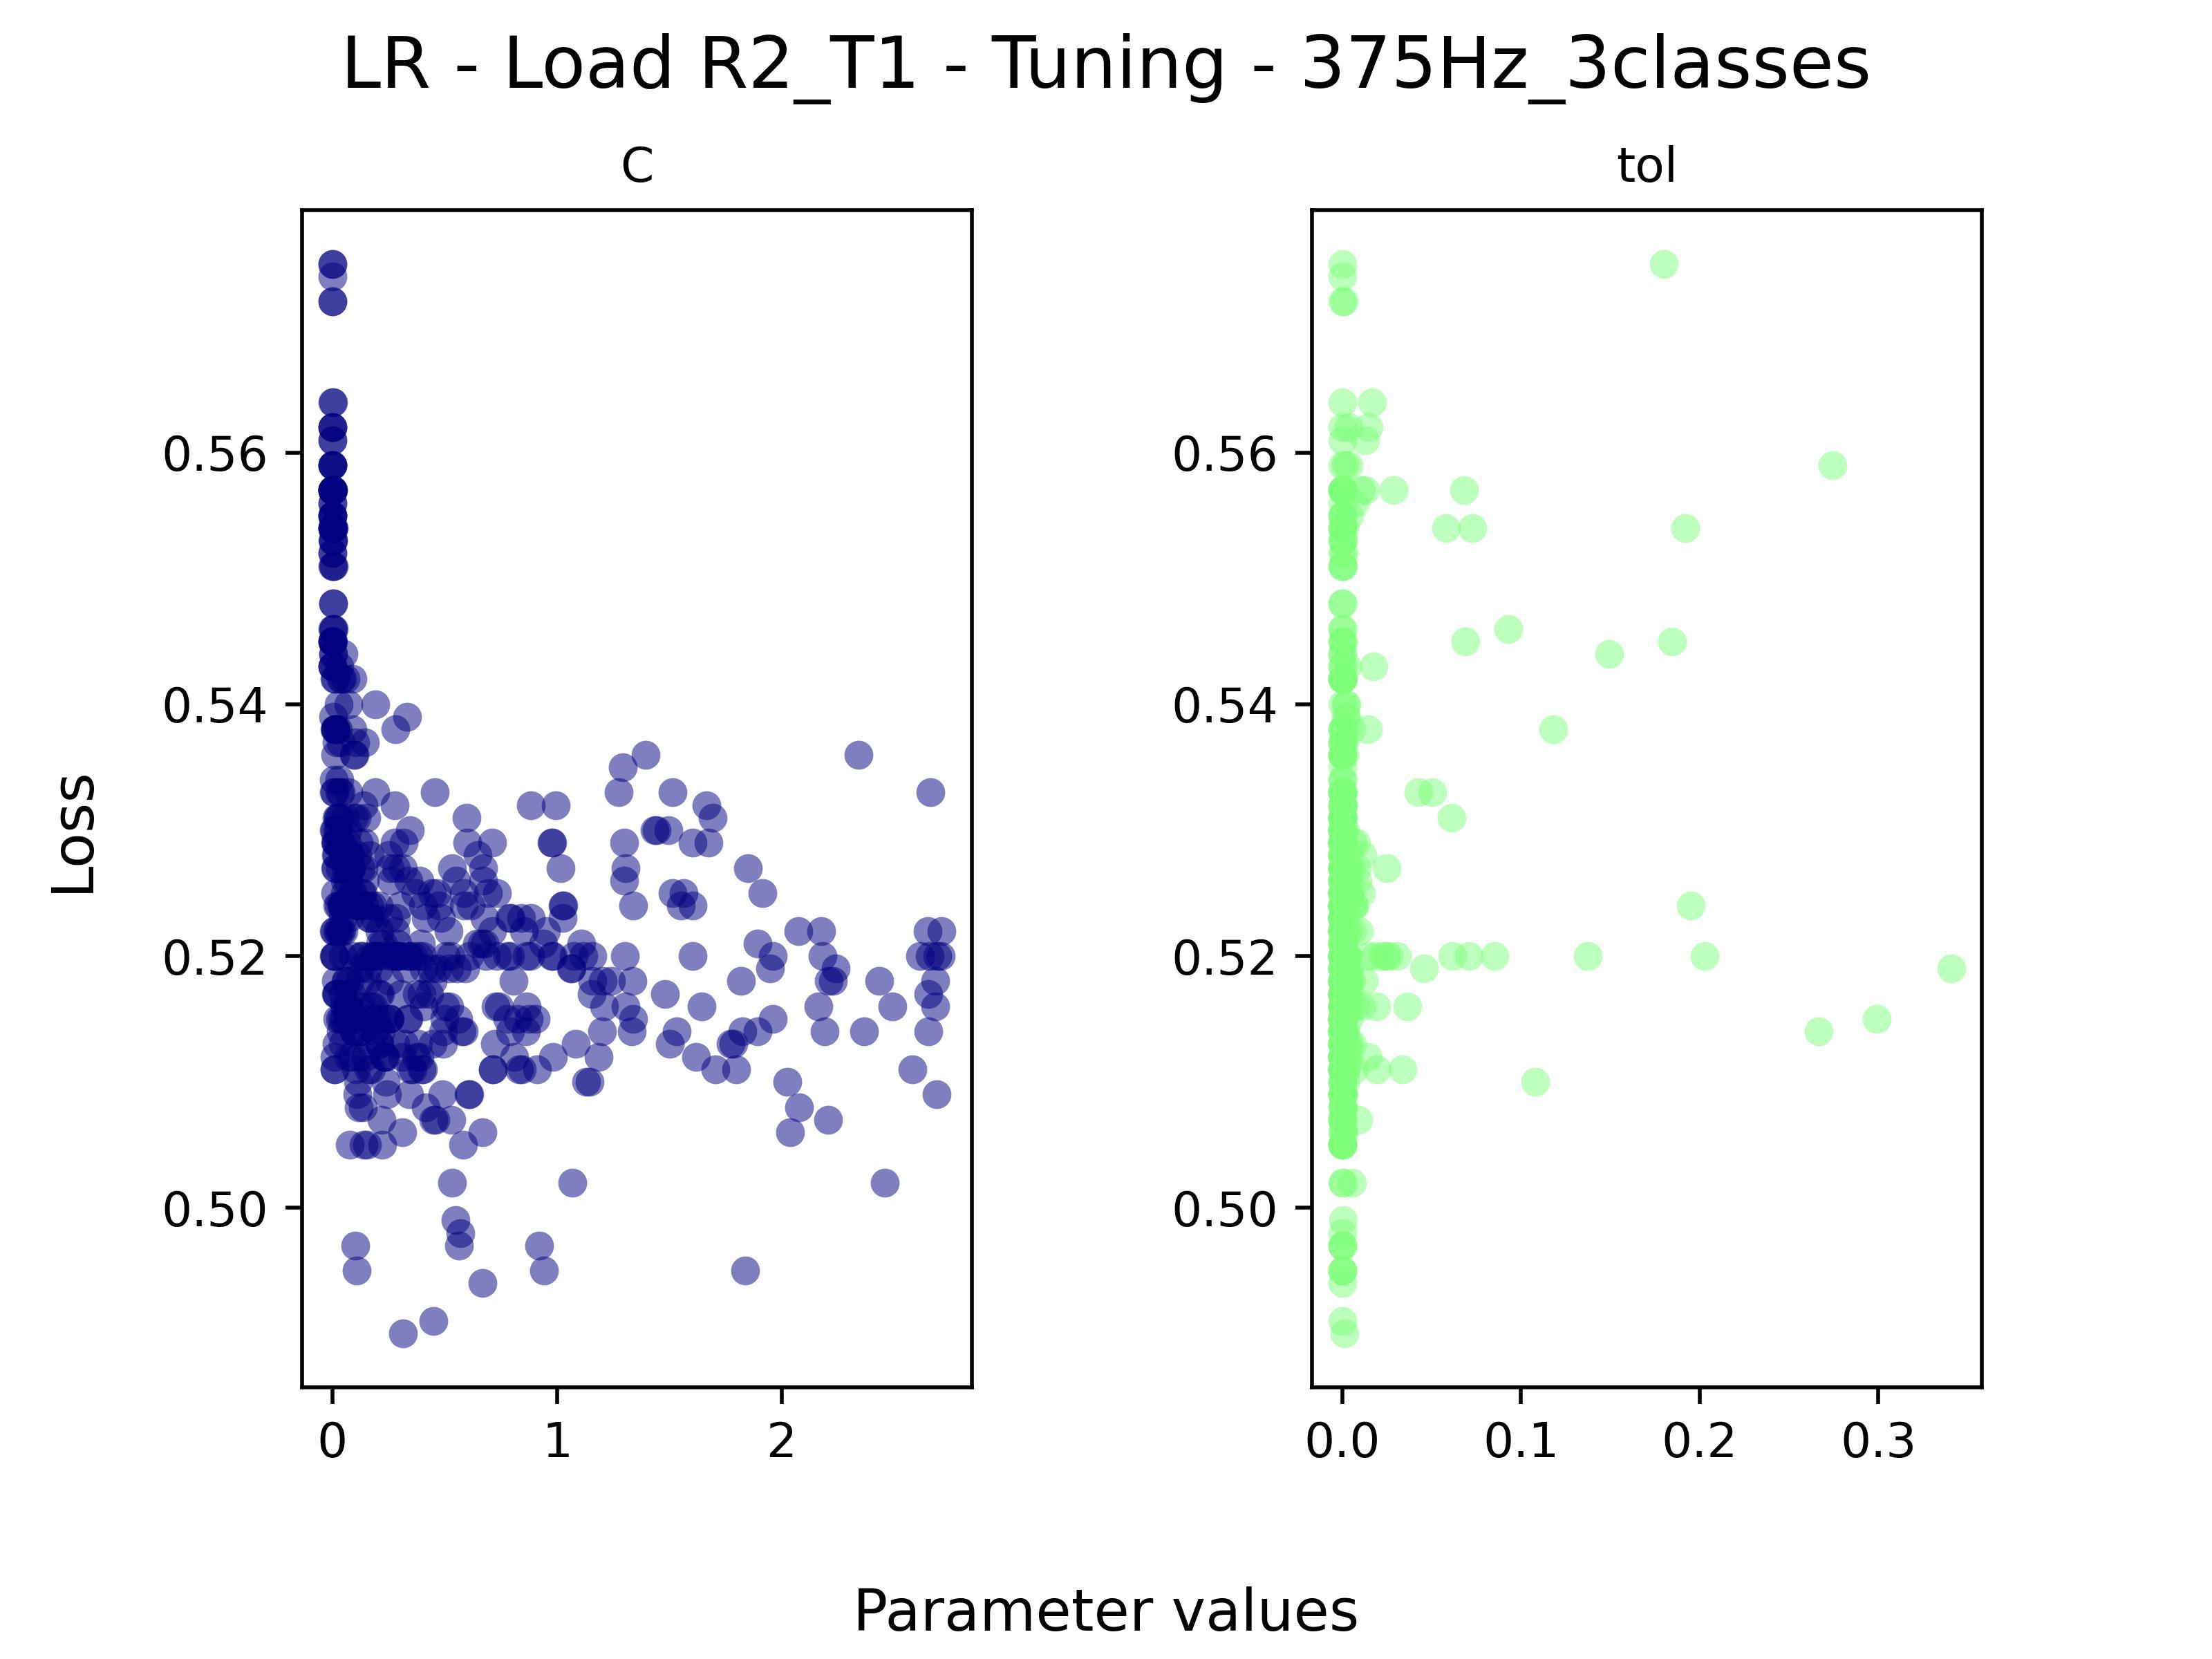 LR - Load R2_T1 - Tuning - 375Hz_3classes
C
tol
0.56
0.54
0.52
0.50
0.56
0.54
0.52
0.50
Loss
0 1 2
0.0 0.1 0.2 0.3
Parameter values